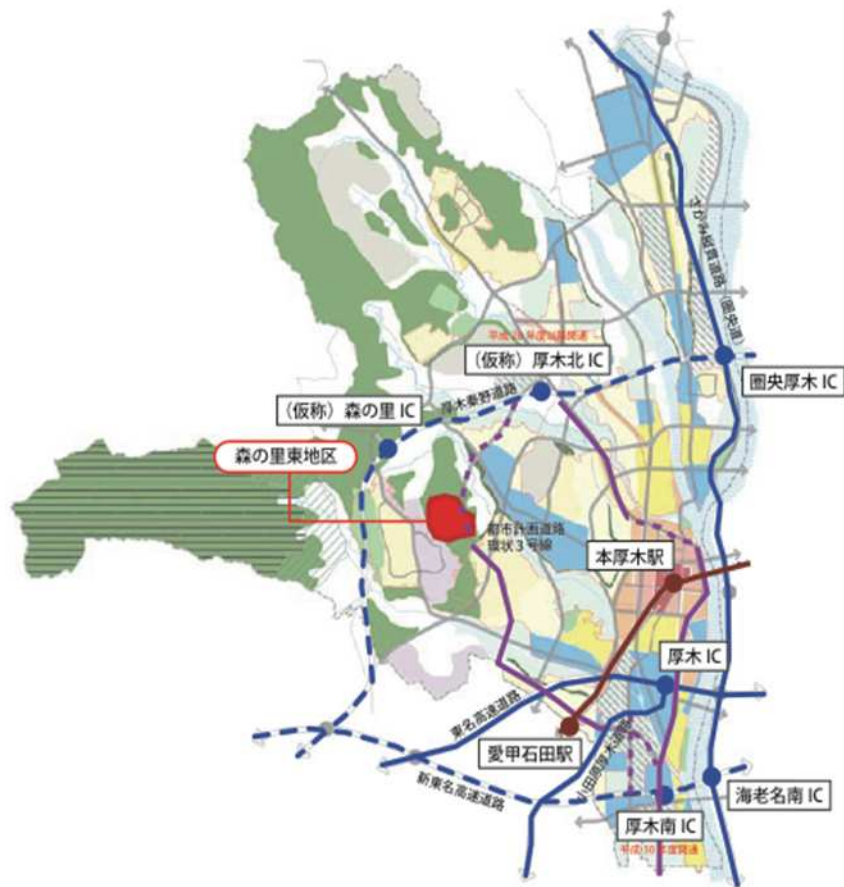 さがみ縦貫道路（圏央道）
（仮称）厚木北 IC
圏央厚木 IC
厚木秦野道路
（仮称）森の里 IC
森の里東地区
都市計画道路
環状 3 号線
本厚木駅
厚木 IC
東名高速道路
愛甲石田駅
小田原厚木道路
新東名高速道路
海老名南 IC
厚木南 IC
平成 30 年度開通